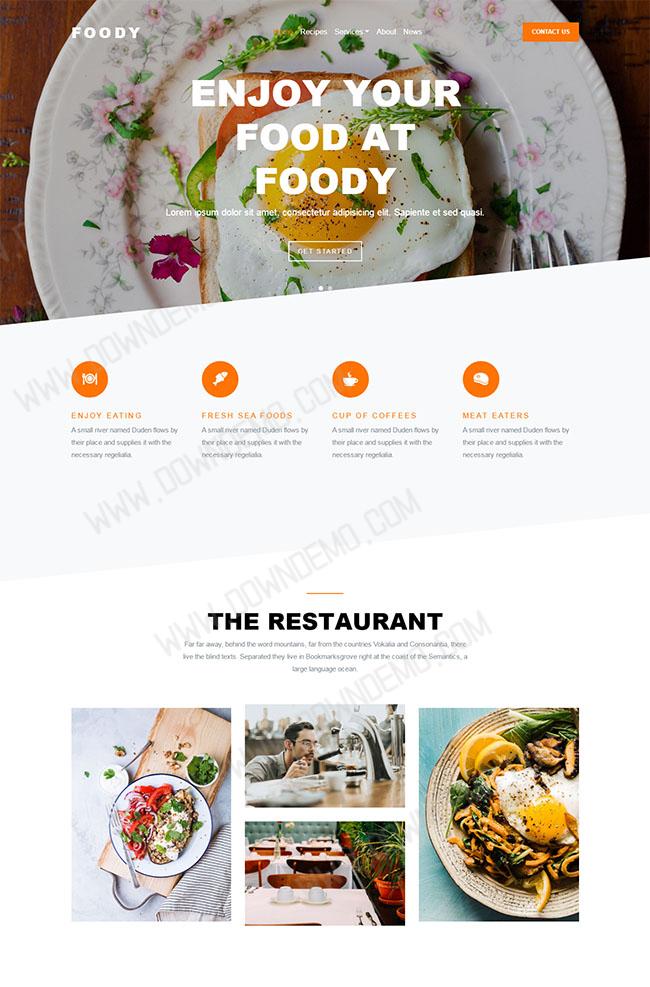 FOODY
Home Recipes Services About News
CONTACT US
ENJOY YOUR
FOOD AT
FOODY
Lorem ipsum dolor sit amet, consectetur adipisicing elit. Sapiente et sed quasi.
GET STARTED
WWW.DOWNDEMO.COM
ENJOY EATING
A small river named Duden flows by
their place and supplies it with the
necessary regelialia.
FRESH SEA FOODS
A small river named Duden flows by
their place and supplies it with the
necessary regelialia.
CUP OF COFFEES
A small river named Duden flows by
their place and supplies it with the
necessary regelialia.
MEAT EATERS
A small river named Duden flows by
their place and supplies it with the
necessary regelialia.
WWW.DOWNDEMO.COM
WWW.DOWNDEMO.COM
THE RESTAURANT
Far far away, behind the word mountains, far from the countries Vokalia and Consonantia, there
live the blind texts. Separated they live in Bookmarksgrove right at the coast of the Semantics, a
large language ocean.
WWW.DOWNDEMO.COM